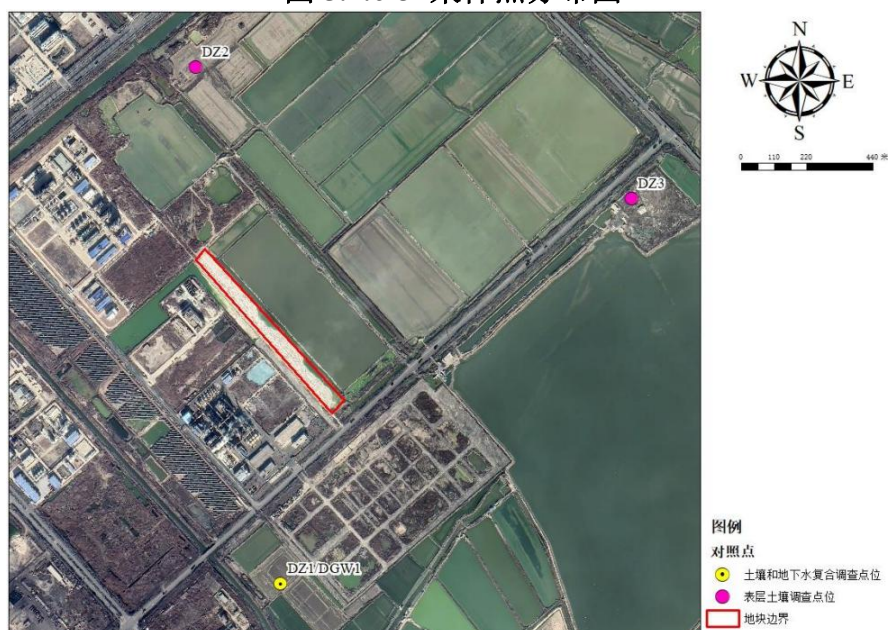 DZ2
N
W
E
S
0 110 220 440 米
DZ3
DZ1/DGW1
图例
对照点
土壤和地下水复合调查点位
表层土壤调查点位
地块边界